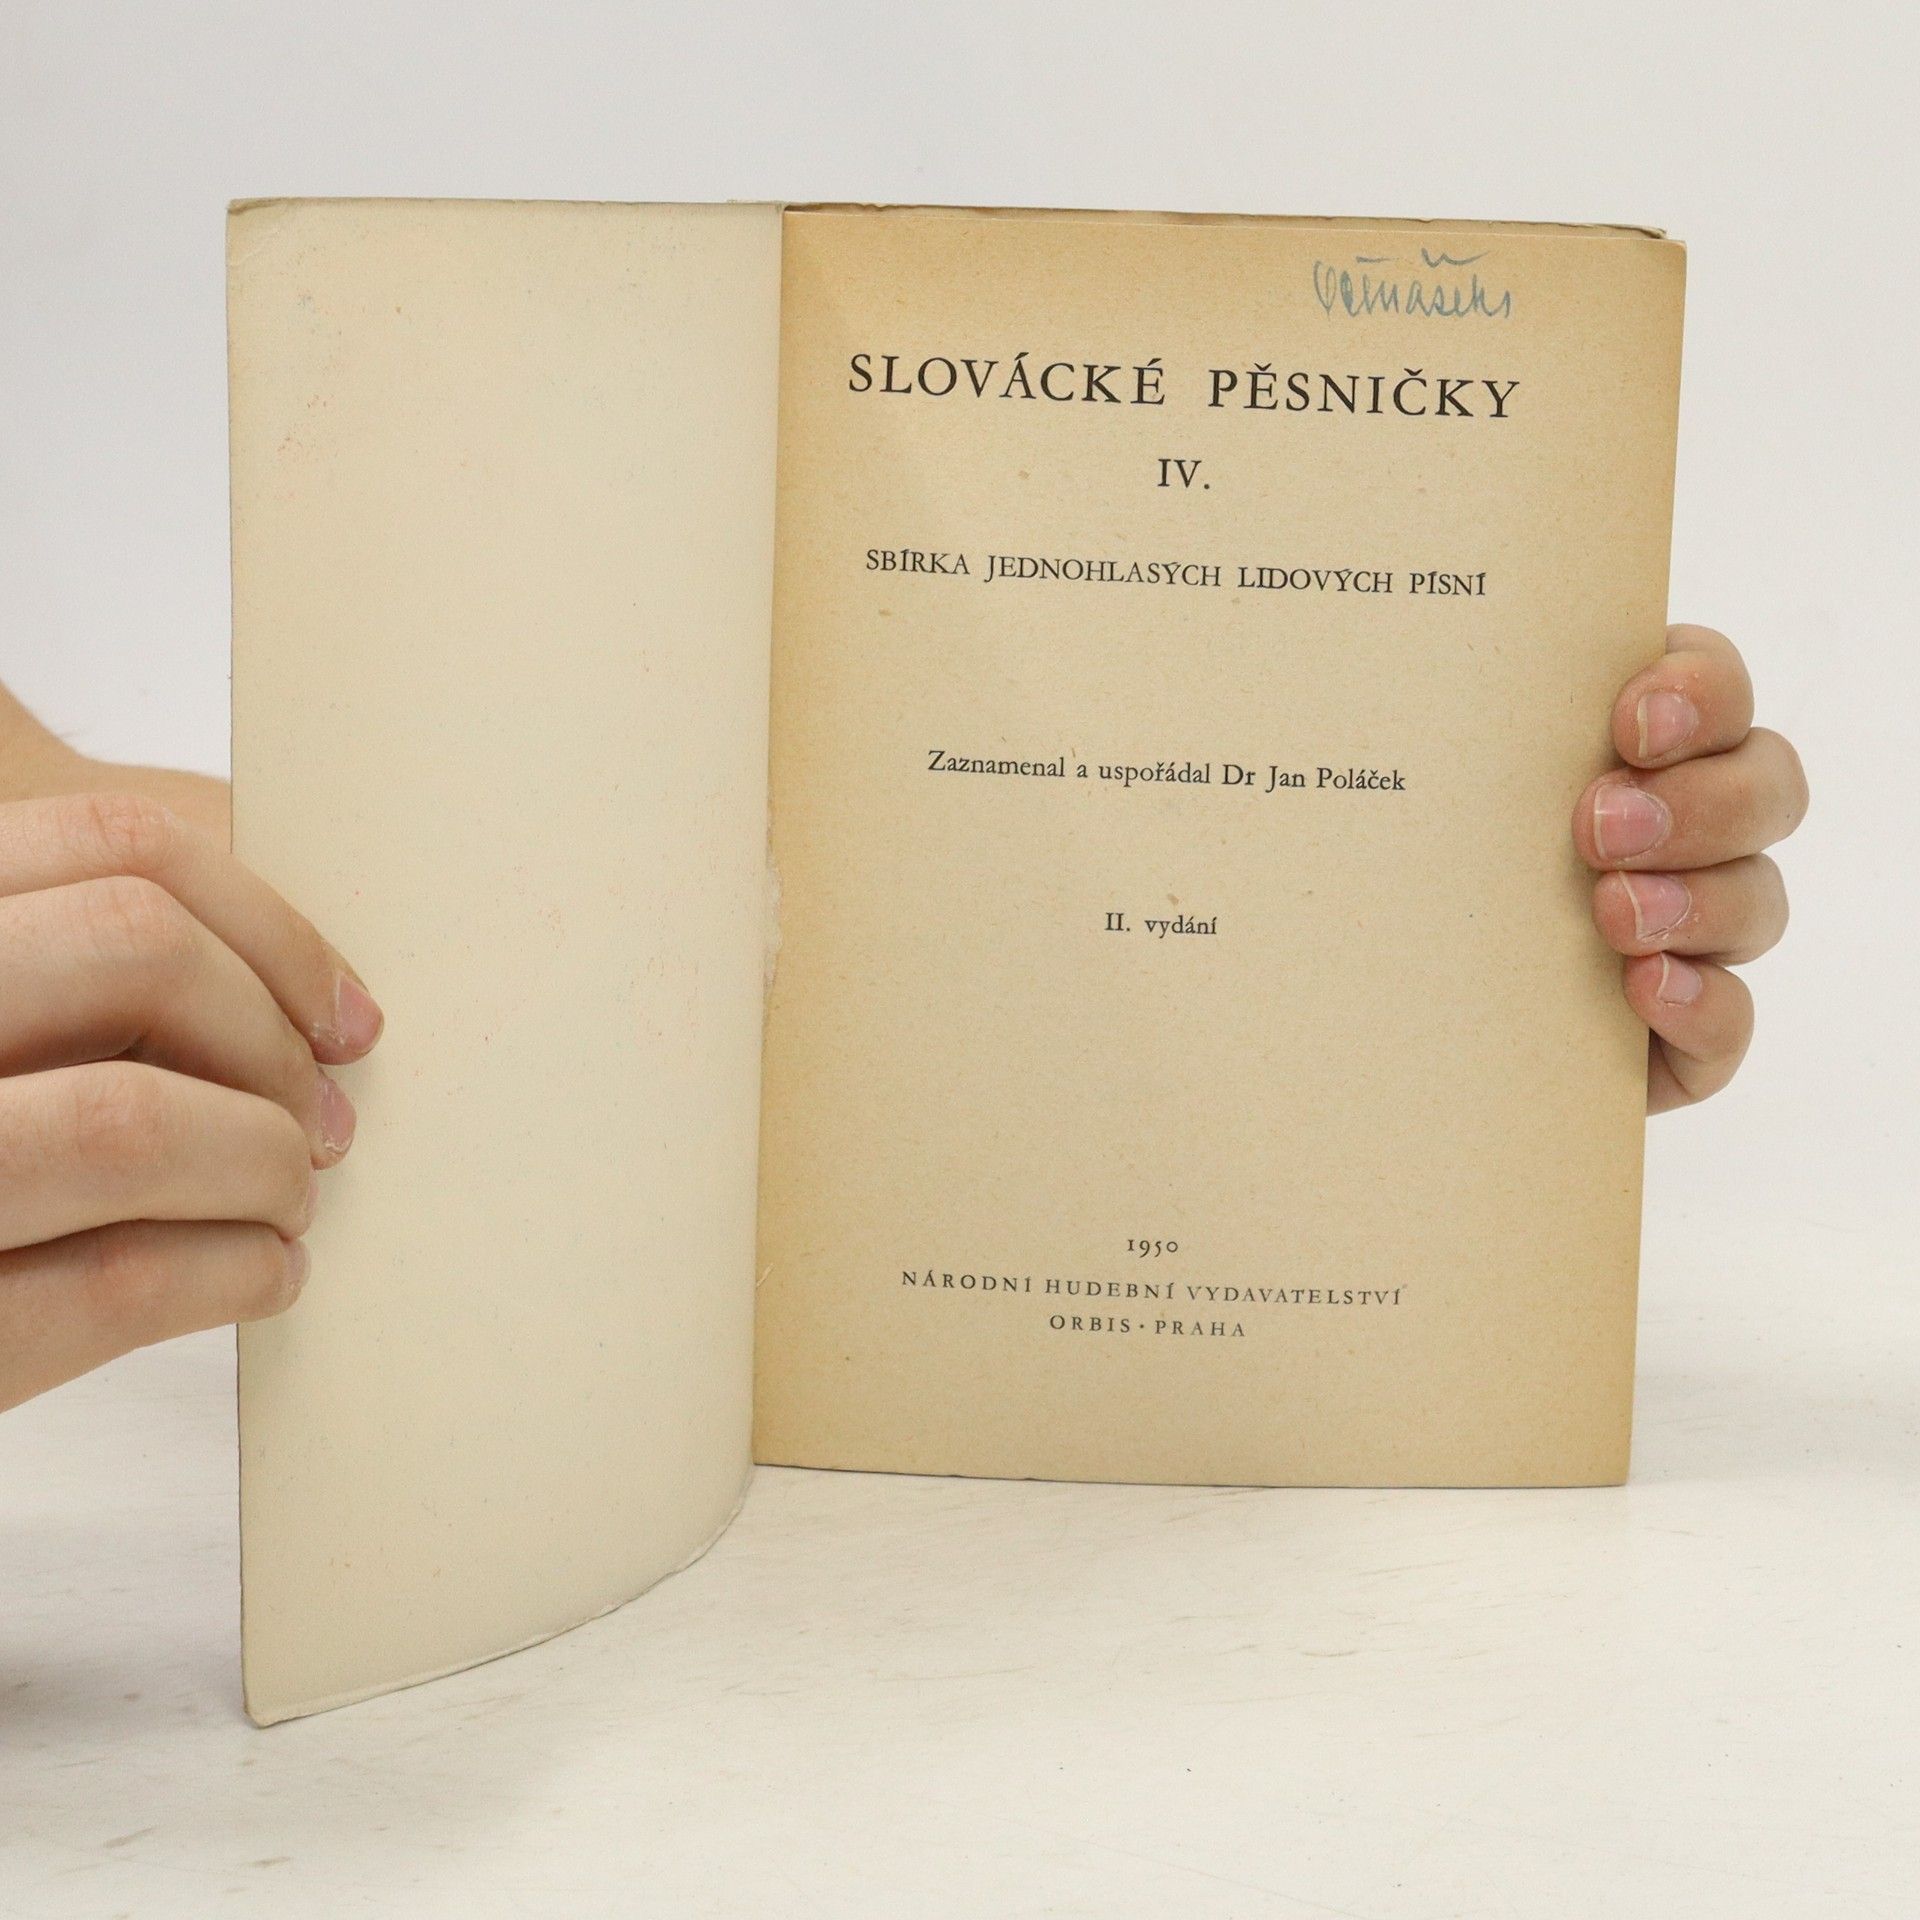 SLOVÁCKÉ PĚSNIČKY
IV.
SBÍRKA JEDNOHLASÝCH LIDOVÝCH PÍSNÍ
Zaznamenal a uspořádal Dr Jan Poláček
II. vydání
1950
NÁRODNÍ HUDEBNÍ VYDAVATELSTVÍ
ORBIS · PRAHA